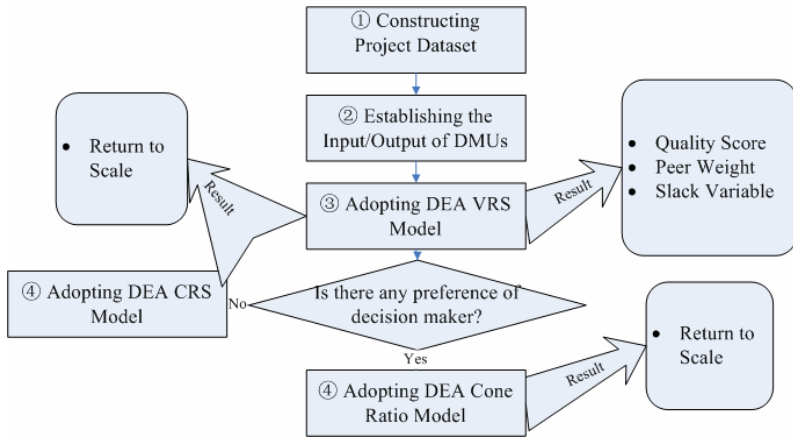 ① Constructing
Project Dataset
② Establishing the
Input/Output of DMUs
• Return to
Scale
Result
③ Adopting DEA VRS
Model
Result
• Quality Score
• Peer Weight
• Slack Variable
④ Adopting DEA CRS
Model
No
Is there any preference of
decision maker?
Yes
④ Adopting DEA Cone
Ratio Model
Result
• Return to
Scale